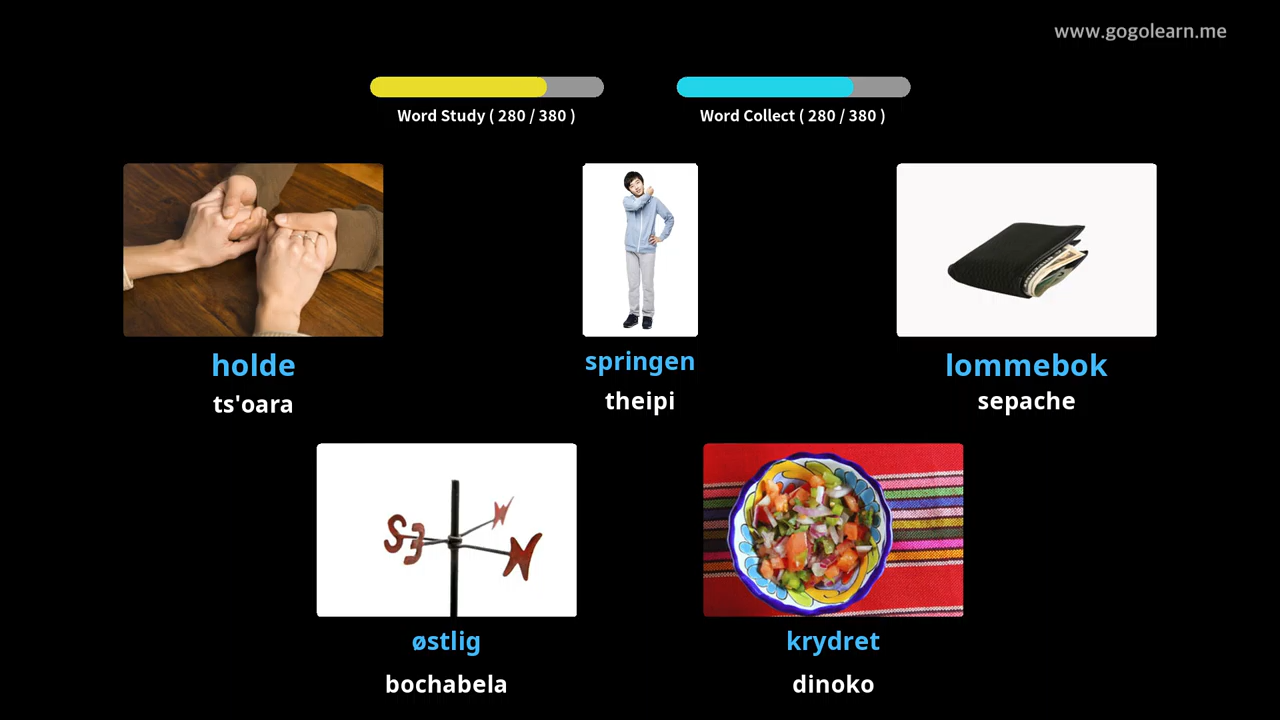 www.gogolearn.me
Word Study ( 280 / 380 )
Word Collect ( 280 / 380 )
holde
springen
lommebok
ts'oara
theipi
sepache
S E N
østlig
krydret
bochabela
dinoko